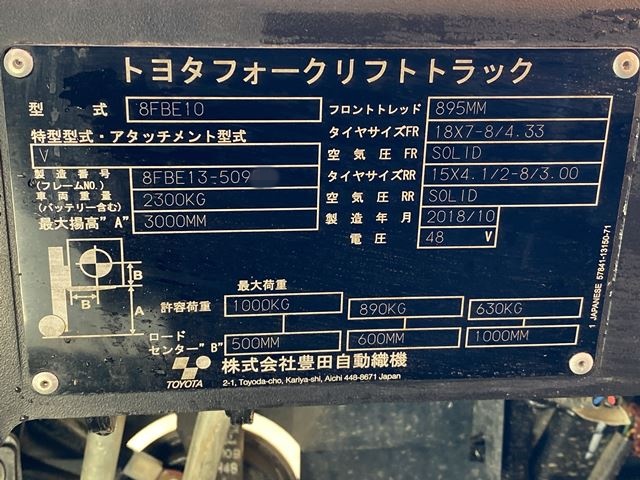 トヨタフォークリフトトラック
型式 8FBE10 フロントトレッド 895MM
特型型式・アタッチメント型式 タイヤサイズFR 18X7-8/4.33
V 空気圧 FR SOLID
製造番号 8FBE13-509 タイヤサイズRR 15X4.1/2-8/3.00
(フレームNO.)
車両重量 2300KG 空気圧 RR SOLID
(バッテリー含む)
最大揚高"A" 3000MM 製造年月 2018/10
電圧 48 V
最大荷重
許容荷重 1000KG 890KG 630KG
ロード
センター"B" 500MM 600MM 1000MM
B
B
A
TOYOTA 株式会社豊田自動織機
2-1, Toyoda-cho, Kariya-shi, Aichi 448-8671 Japan
1 JAPANESE 57841-13150-71